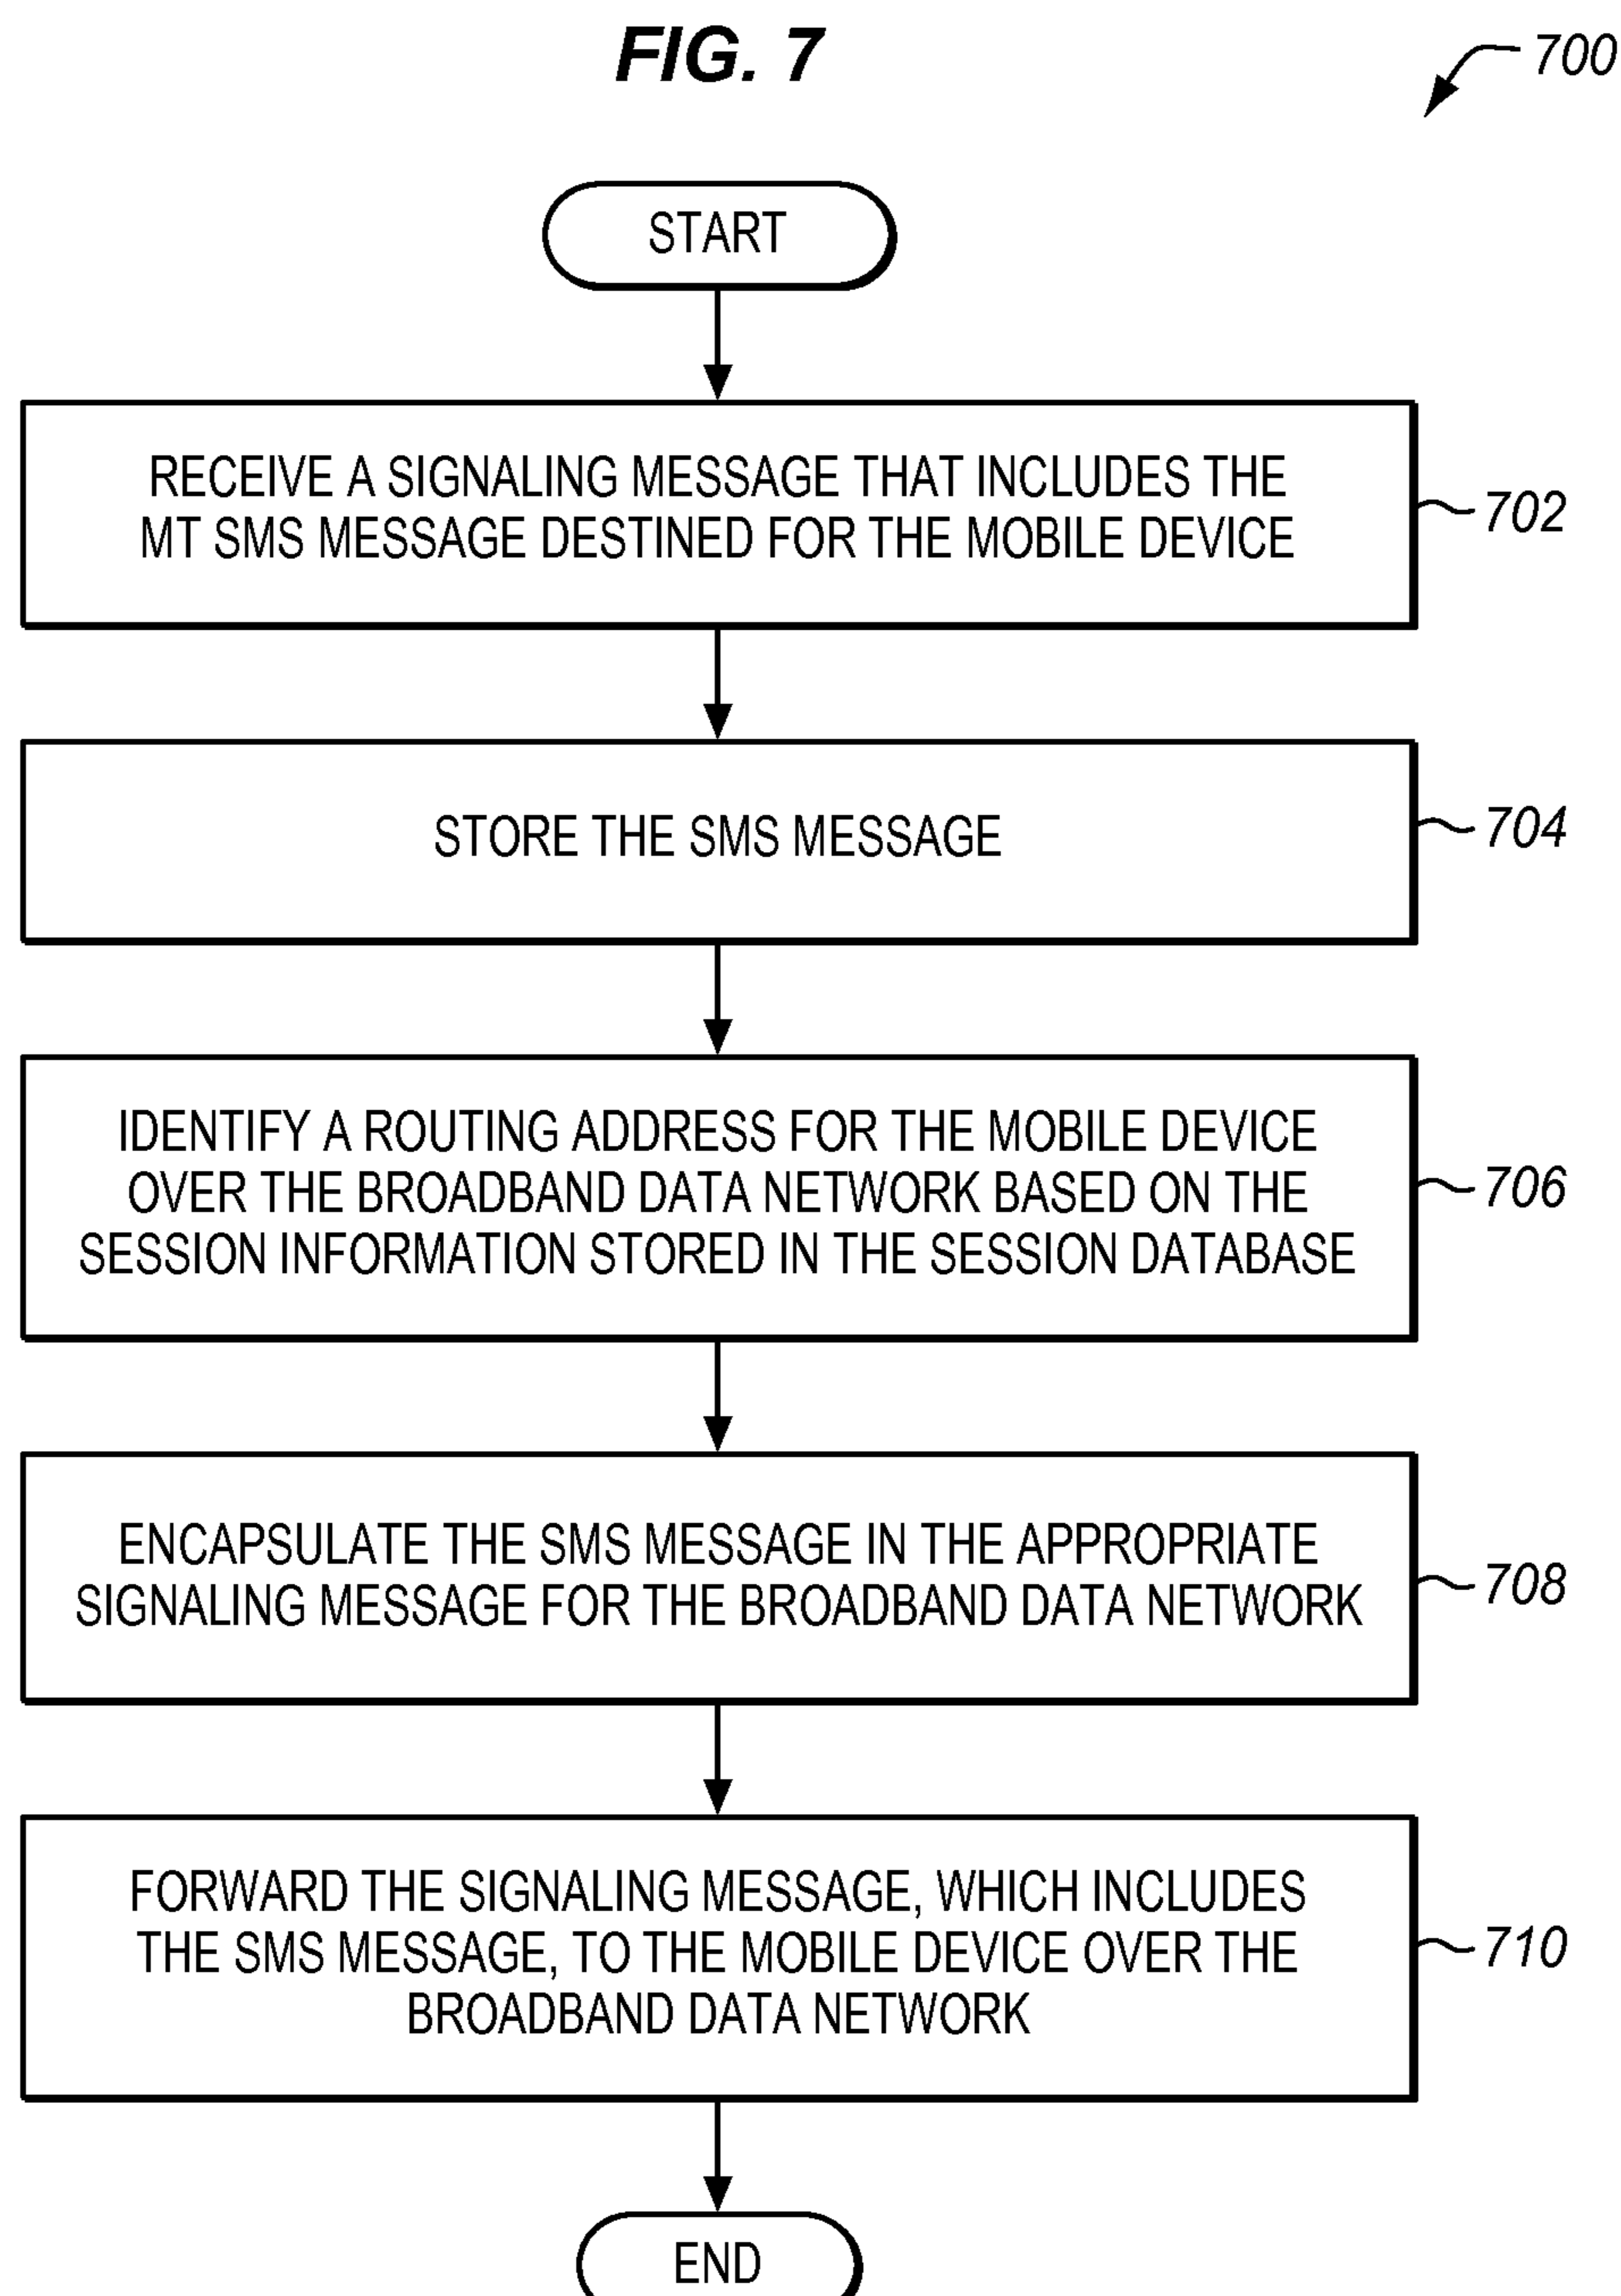 FIG. 7
700
START
RECEIVE A SIGNALING MESSAGE THAT INCLUDES THE
MT SMS MESSAGE DESTINED FOR THE MOBILE DEVICE
702
STORE THE SMS MESSAGE
704
IDENTIFY A ROUTING ADDRESS FOR THE MOBILE DEVICE
OVER THE BROADBAND DATA NETWORK BASED ON THE
SESSION INFORMATION STORED IN THE SESSION DATABASE
706
ENCAPSULATE THE SMS MESSAGE IN THE APPROPRIATE
SIGNALING MESSAGE FOR THE BROADBAND DATA NETWORK
708
FORWARD THE SIGNALING MESSAGE, WHICH INCLUDES
THE SMS MESSAGE, TO THE MOBILE DEVICE OVER THE
BROADBAND DATA NETWORK
710
END